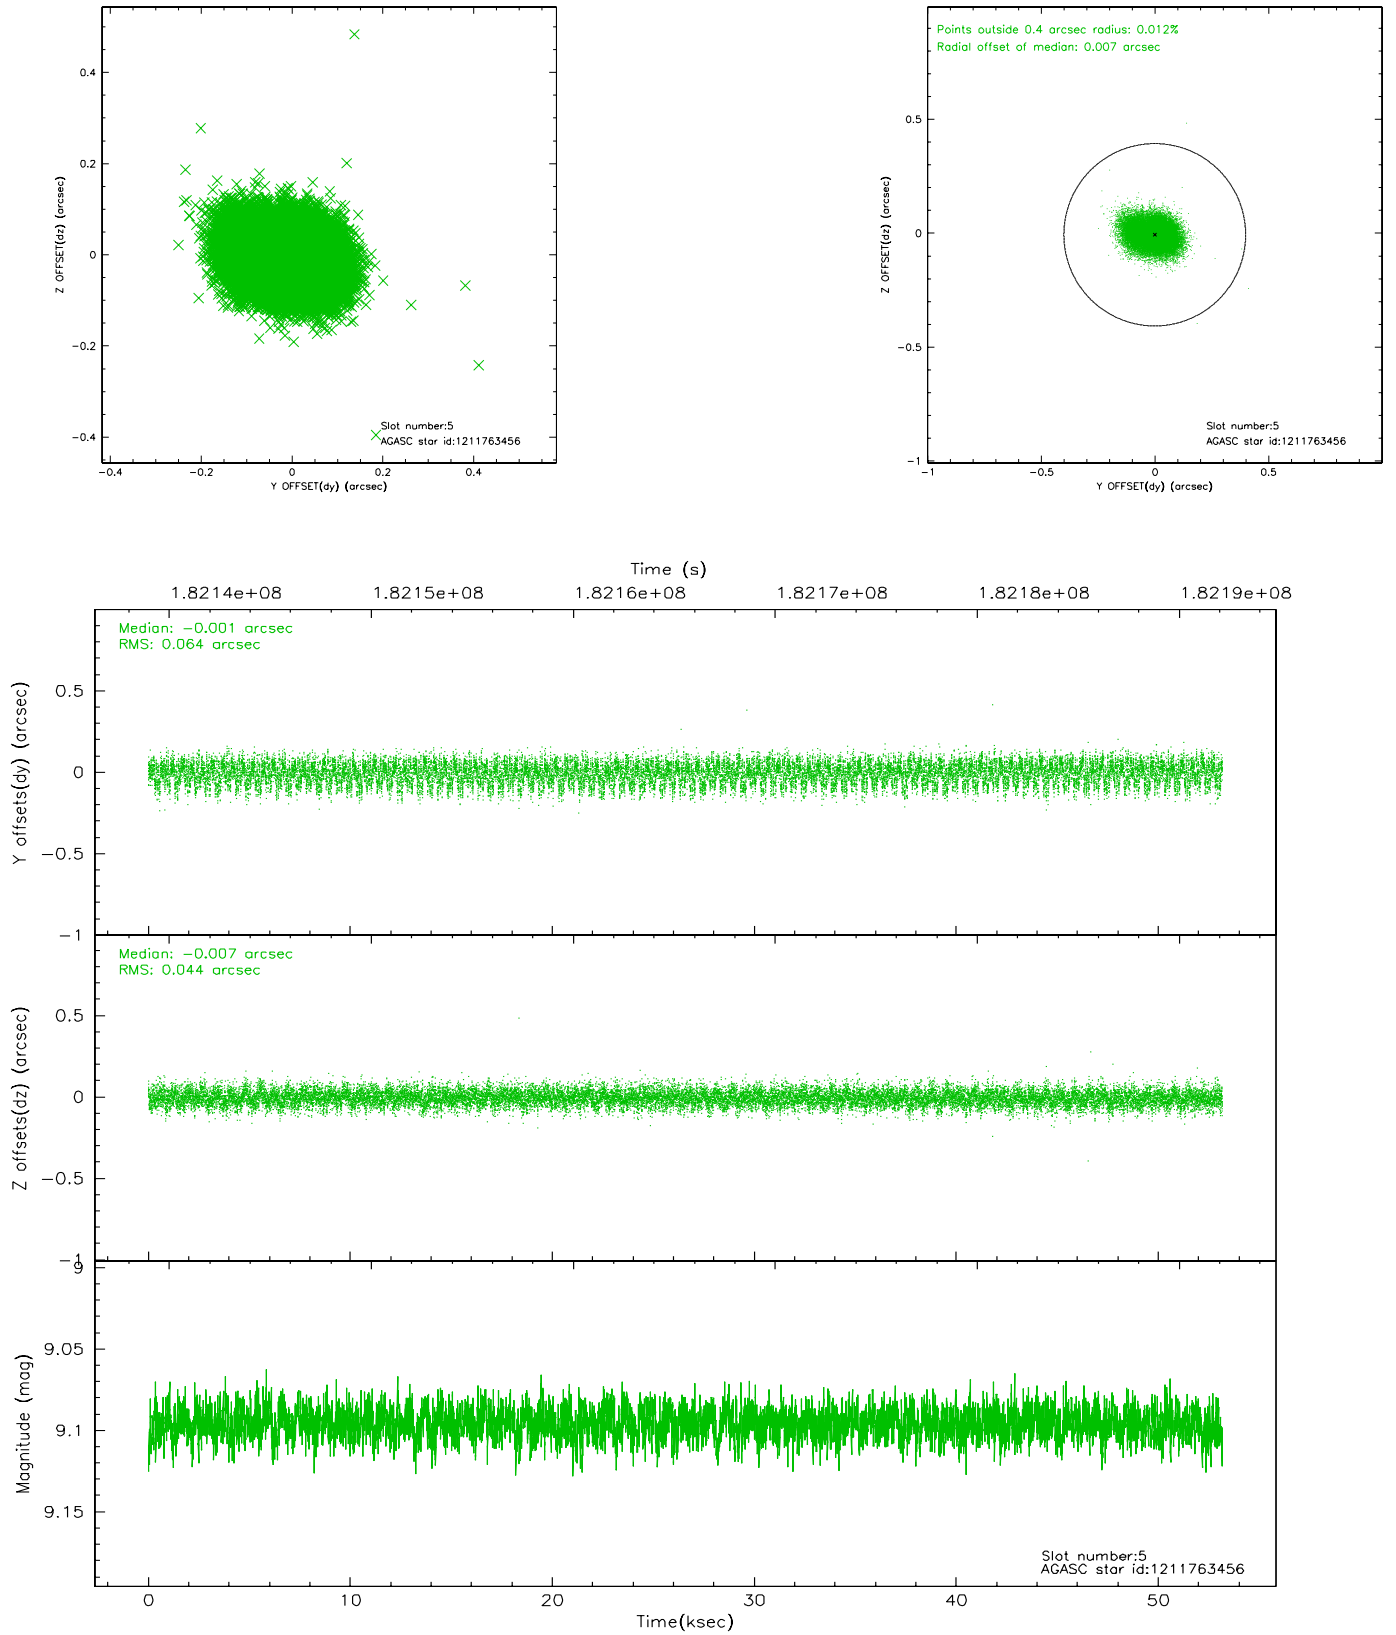 0.4
0.2
0
-0.2
-0.4
Z OFFSET(dz) (arcsec)
Slot number:5
AGASC star id:1211763456
-0.4 -0.2 0 0.2 0.4
Y OFFSET(dy) (arcsec)
Points outside 0.4 arcsec radius: 0.012%
Radial offset of median: 0.007 arcsec
0.5
0
-0.5
-1
Z OFFSET(dz) (arcsec)
Slot number:5
AGASC star id:1211763456
-1 -0.5 0 0.5
Y OFFSET(dy) (arcsec)
Time (s)
1.8214e+08 1.8215e+08 1.8216e+08 1.8217e+08 1.8218e+08 1.8219e+08
Median: -0.001 arcsec
RMS: 0.064 arcsec
0.5
0
-0.5
-1
Y offsets(dy) (arcsec)
Median: -0.007 arcsec
RMS: 0.044 arcsec
0.5
0
-0.5
-1
Z offsets(dz) (arcsec)
9
9.05
9.1
9.15
Magnitude (mag)
Slot number:5
AGASC star id:1211763456
0 10 20 30 40 50
Time(ksec)